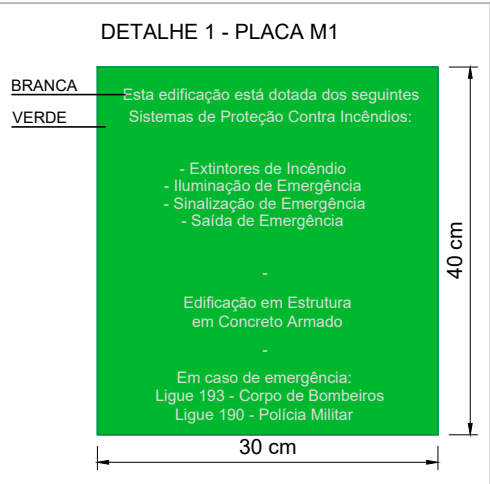 DETALHE 1 - PLACA M1
BRANCA
VERDE
Esta edificação está dotada dos seguintes
Sistemas de Proteção Contra Incêndios:
- Extintores de Incêndio
- Iluminação de Emergência
- Sinalização de Emergência
- Saída de Emergência
-
Edificação em Estrutura
em Concreto Armado
-
Em caso de emergência:
Ligue 193 - Corpo de Bombeiros
Ligue 190 - Polícia Militar
40 cm
30 cm